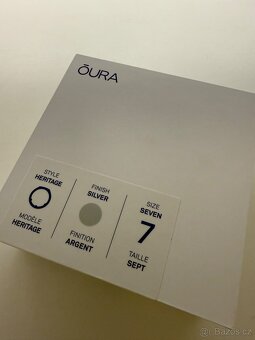 ŌURA
STYLE
HERITAGE
MODÈLE
HERITAGE
FINISH
SILVER
FINITION
ARGENT
SIZE
SEVEN
7
TAILLE
SEPT
© Bazos.cz